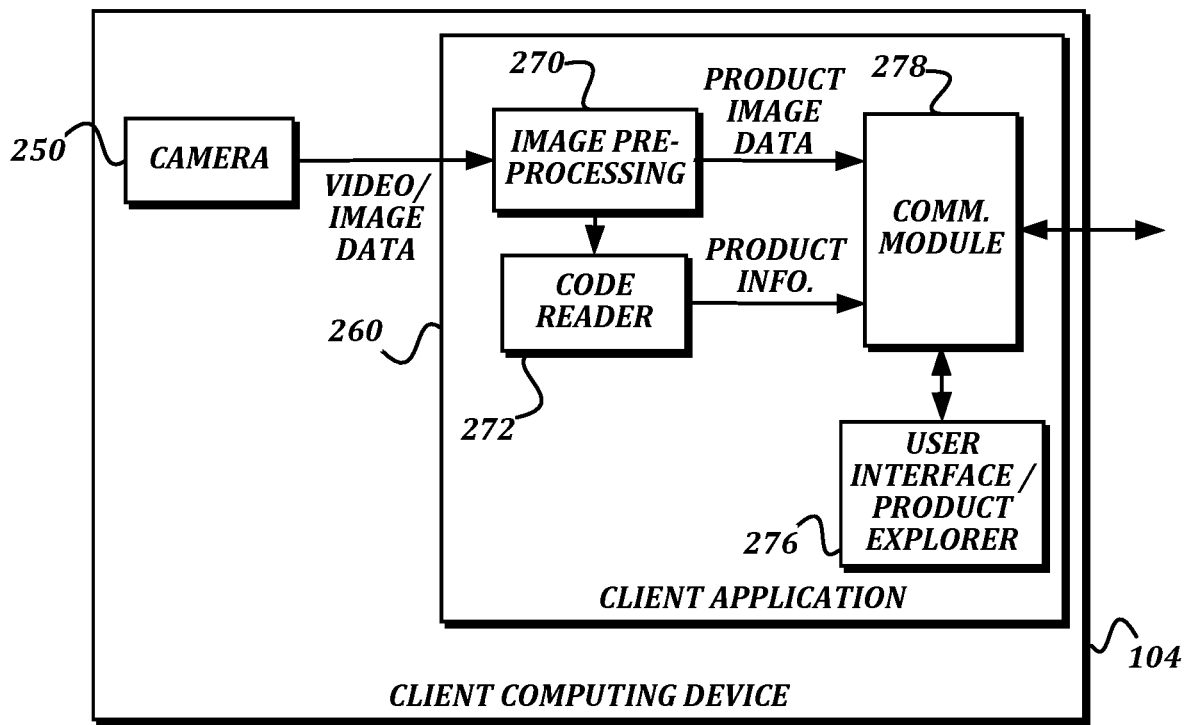 270
PRODUCT
IMAGE
DATA
278
250
CAMERA
IMAGE PRE-
PROCESSING
VIDEO/
IMAGE
DATA
COMM.
MODULE
PRODUCT
INFO.
CODE
READER
260
272
USER
INTERFACE /
PRODUCT
EXPLORER
276
CLIENT APPLICATION
104
CLIENT COMPUTING DEVICE